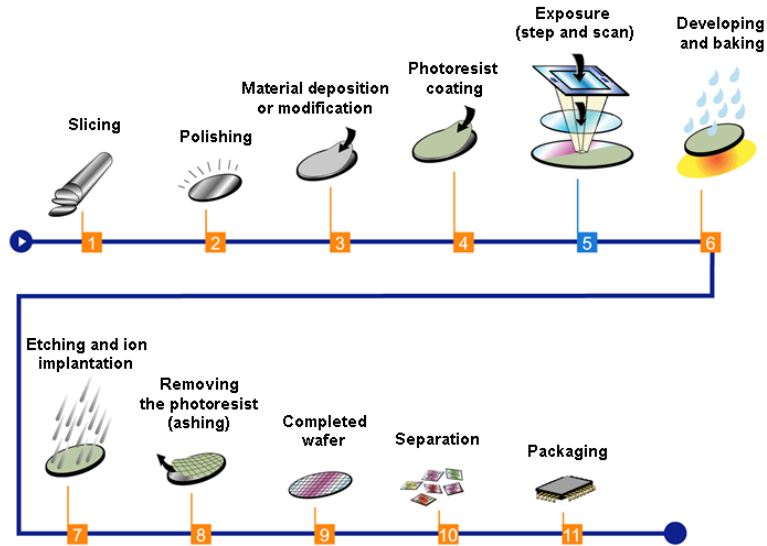 Slicing
Polishing
Material deposition
or modification
Photoresist
coating
Exposure
(step and scan)
Developing
and baking
1
2
3
4
5
6
Etching and ion
implantation
Removing
the photoresist
(ashing)
Completed
wafer
Separation
Packaging
7
8
9
10
11